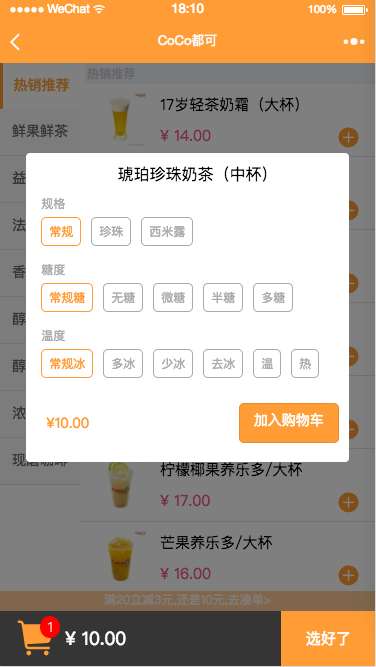 WeChat 18:10 100%
CoCo都可
热销推荐
热销推荐
17岁轻茶奶霜（大杯）
¥ 14.00
鲜果鲜茶
益
法
香
醇
醇
浓
现磨咖啡
琥珀珍珠奶茶（中杯）
规格
常规 珍珠 西米露
糖度
常规糖 无糖 微糖 半糖 多糖
温度
常规冰 多冰 少冰 去冰 温 热
¥10.00 加入购物车
柠檬椰果养乐多/大杯
¥ 17.00
芒果养乐多/大杯
¥ 16.00
满20立减3元,还差10元,去凑单>
1
¥ 10.00 选好了